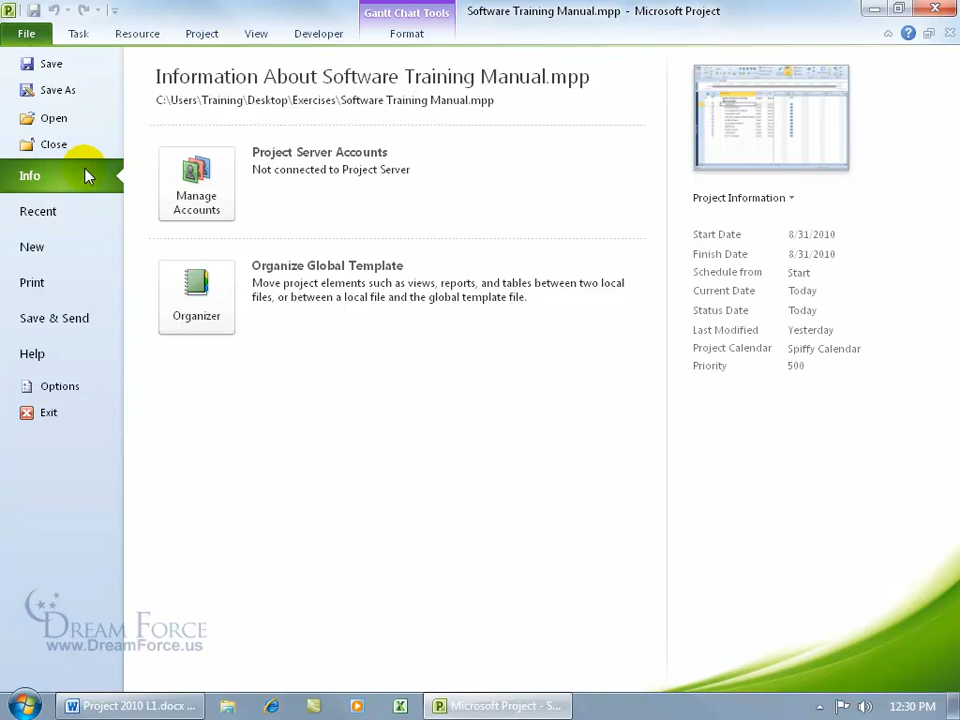 Gantt Chart Tools
Software Training Manual.mpp - Microsoft Project
File Task Resource Project View Developer Format
Save
Save As
Open
Close
Info
Recent
New
Print
Save & Send
Help
Options
Exit
Information About Software Training Manual.mpp
C:\Users\Training\Desktop\Exercises\Software Training Manual.mpp
Manage
Accounts
Project Server Accounts
Not connected to Project Server
Organizer
Organize Global Template
Move project elements such as views, reports, and tables between two local
files, or between a local file and the global template file.
Project Information
Start Date 8/31/2010
Finish Date 8/31/2010
Schedule from Start
Current Date Today
Status Date Today
Last Modified Yesterday
Project Calendar Spiffy Calendar
Priority 500
Dream Force
www.DreamForce.us
Project 2010 L1.docx ...
Microsoft Project - S...
12:30 PM